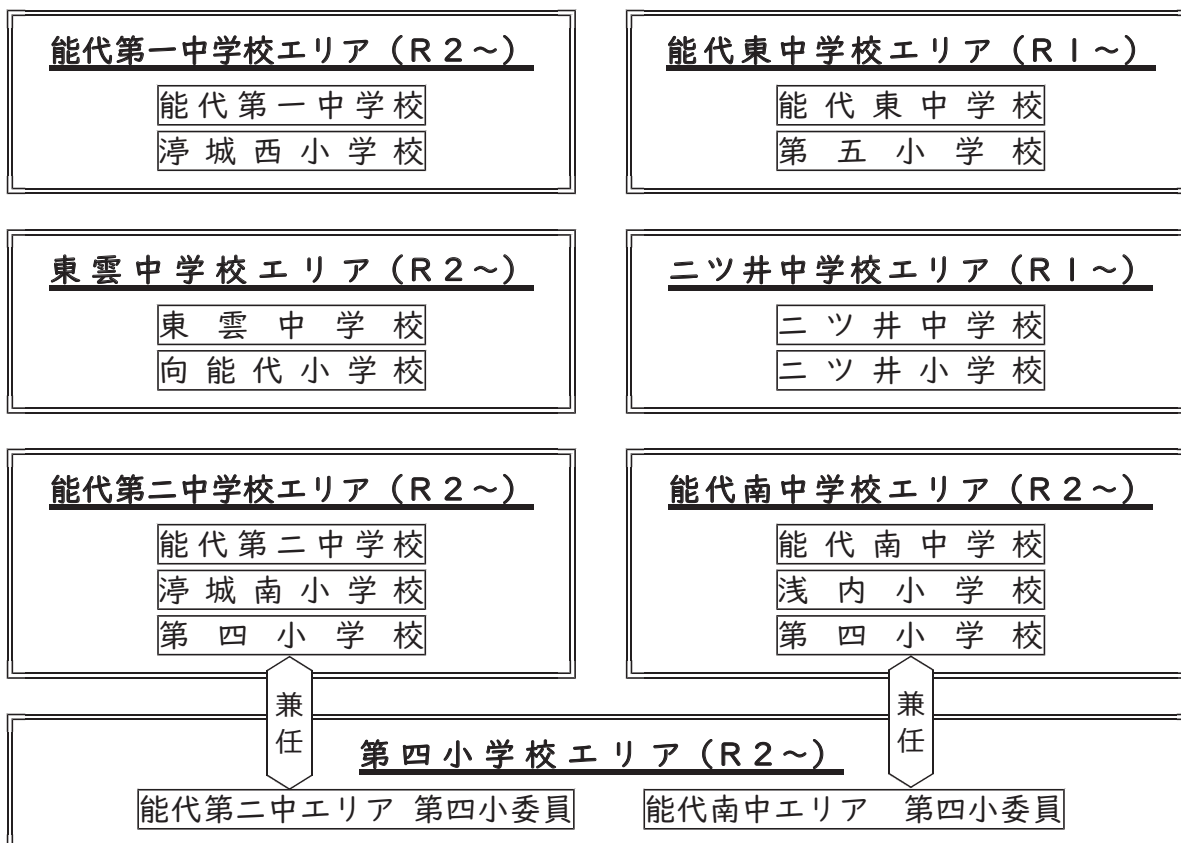 能代第一中学校エリア（R2～）
能代第一中学校
渟城西小学校
能代東中学校エリア（R1～）
能代東中学校
第五小学校
東雲中学校エリア（R2～）
東雲中学校
向能代小学校
二ツ井中学校エリア（R1～）
二ツ井中学校
二ツ井小学校
能代第二中学校エリア（R2～）
能代第二中学校
渟城南小学校
第四小学校
能代南中学校エリア（R2～）
能代南中学校
浅内小学校
第四小学校
兼任
兼任
第四小学校エリア（R2～）
能代第二中エリア 第四小委員
能代南中エリア 第四小委員